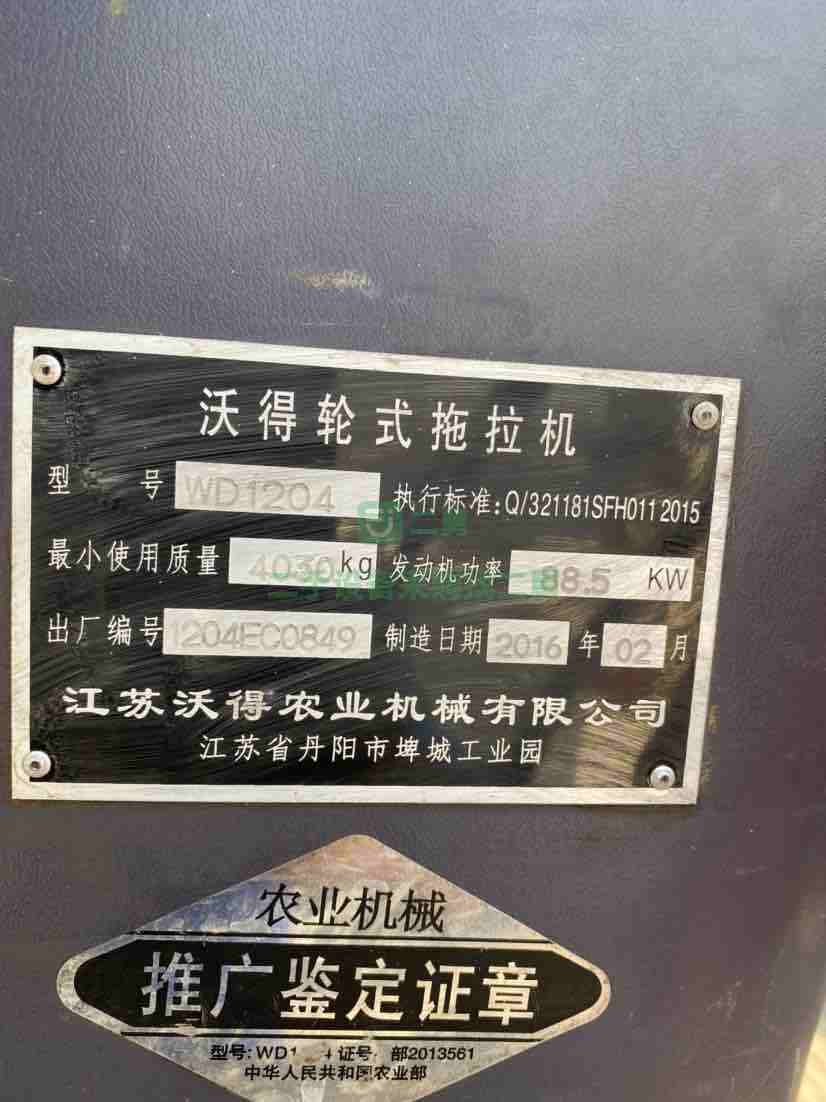 沃得轮式拖拉机
型 号 WD1204 执行标准:Q/321181SFH011 2015
最小使用质量 4030kg 发动机功率 88.5 KW
出厂编号 1204EC0849 制造日期 2016 年 02 月
江苏沃得农业机械有限公司
江苏省丹阳市埤城工业园
农业机械
推广鉴定证章
型号:WD1 4 证号 部2013561
中华人民共和国农业部